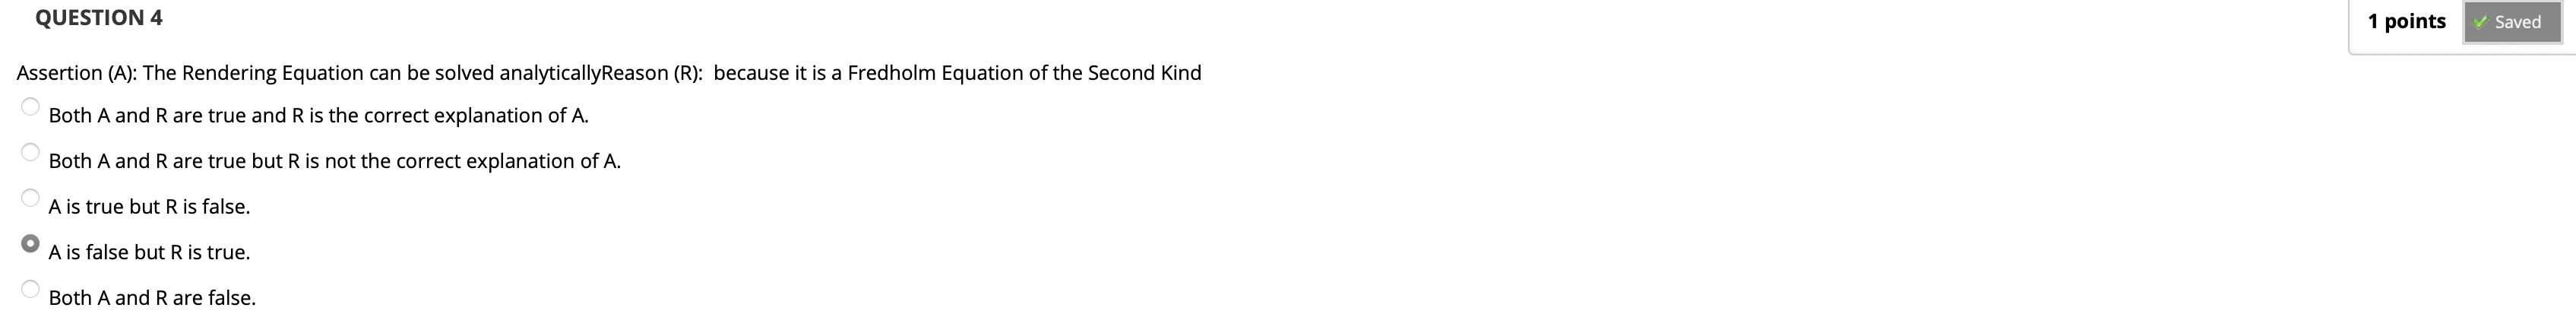 QUESTION 4
1 points
Saved
Assertion (A): The Rendering Equation can be solved analyticallyReason (R):  because it is a Fredholm Equation of the Second Kind
Both A and R are true and R is the correct explanation of A.
Both A and R are true but R is not the correct explanation of A.
A is true but R is false.
A is false but R is true.
Both A and R are false.